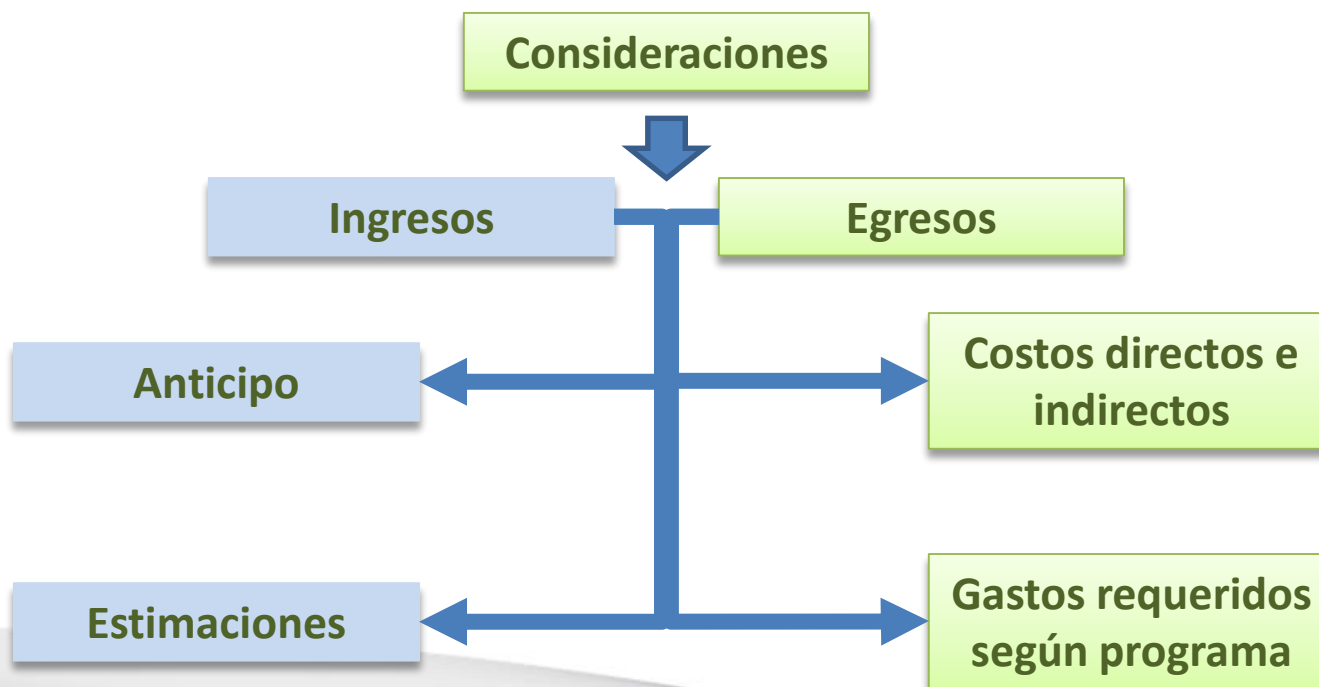 Consideraciones
Ingresos
Egresos
Anticipo
Costos directos e
indirectos
Estimaciones
Gastos requeridos
según programa